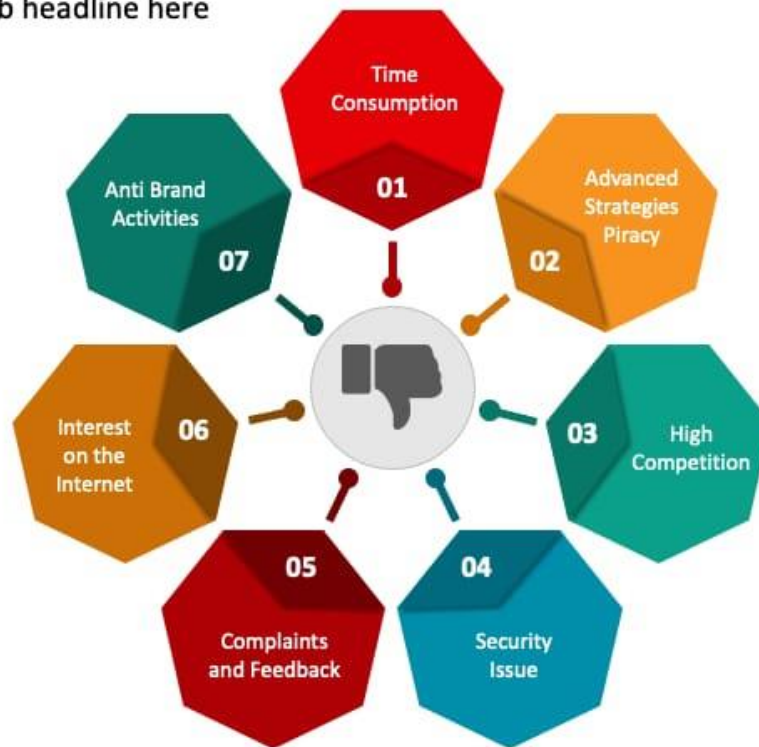 b headline here
Time
Consumption
01
Advanced
Strategies
Piracy
02
03
High
Competition
04
Security
Issue
05
Complaints
and Feedback
06
Interest
on the
Internet
Anti Brand
Activities
07